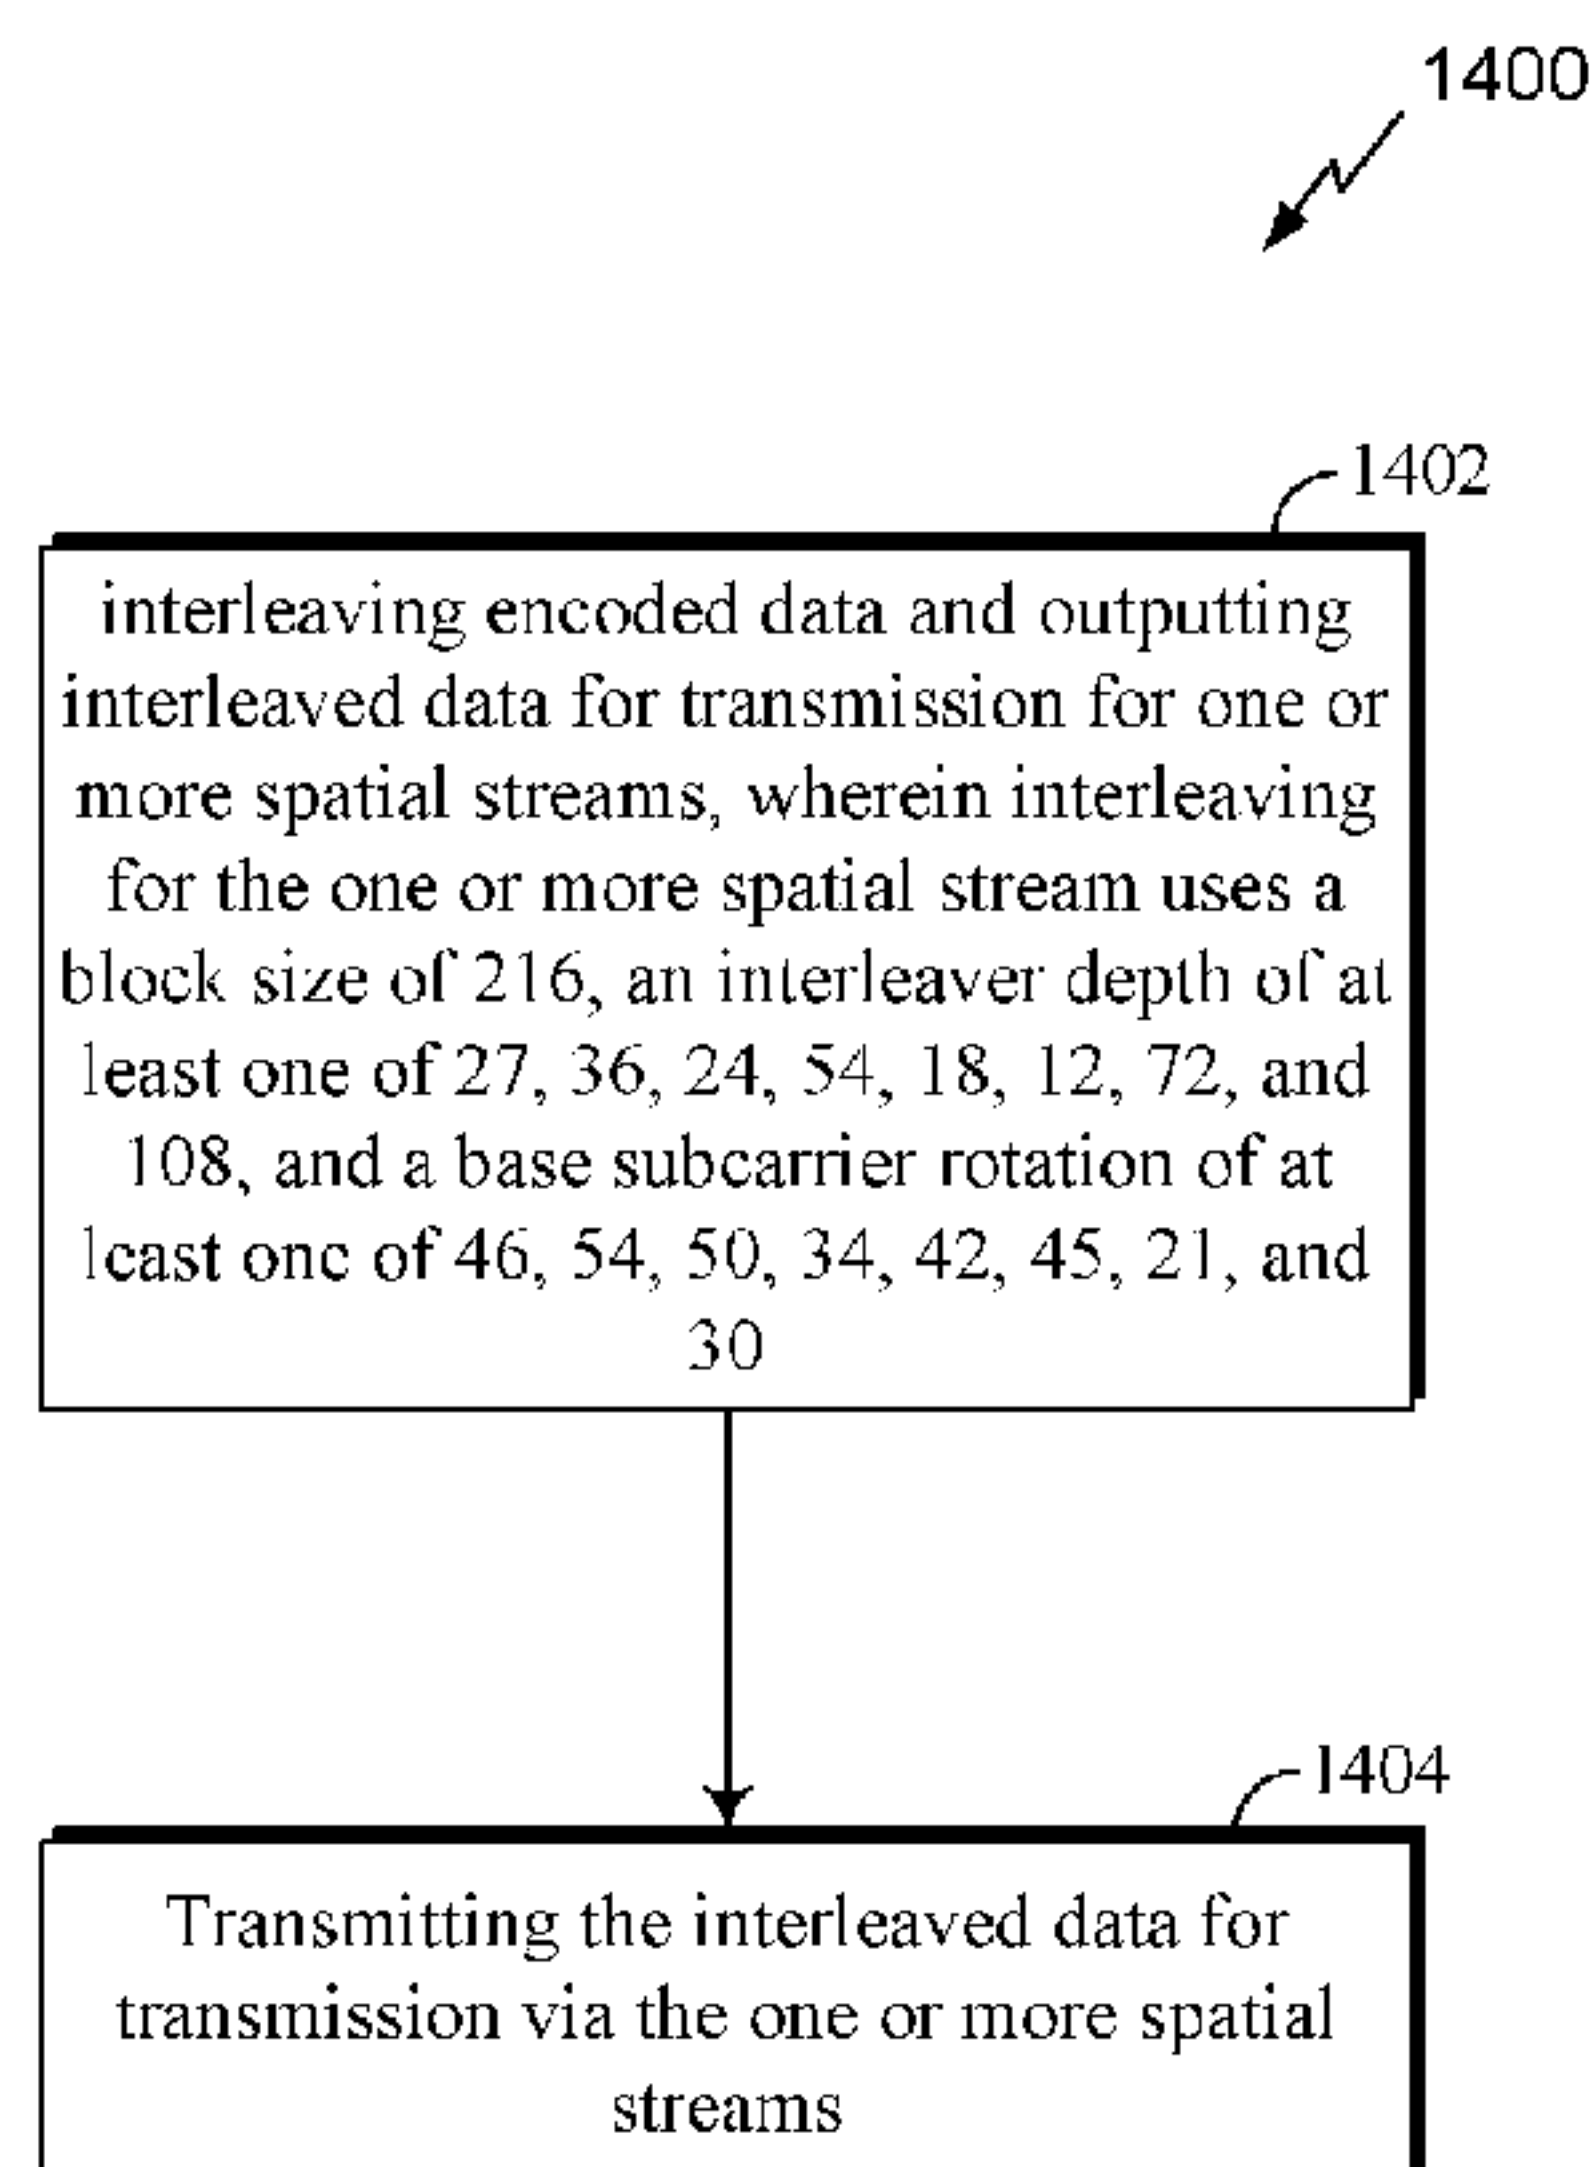 1400
1402
interleaving encoded data and outputting
interleaved data for transmission for one or
more spatial streams, wherein interleaving
for the one or more spatial stream uses a
block size of 216, an interleaver depth of at
least one of 27, 36, 24, 54, 18, 12, 72, and
108, and a base subcarrier rotation of at
least one of 46, 54, 50, 34, 42, 45, 21, and
30
1404
Transmitting the interleaved data for
transmission via the one or more spatial
streams